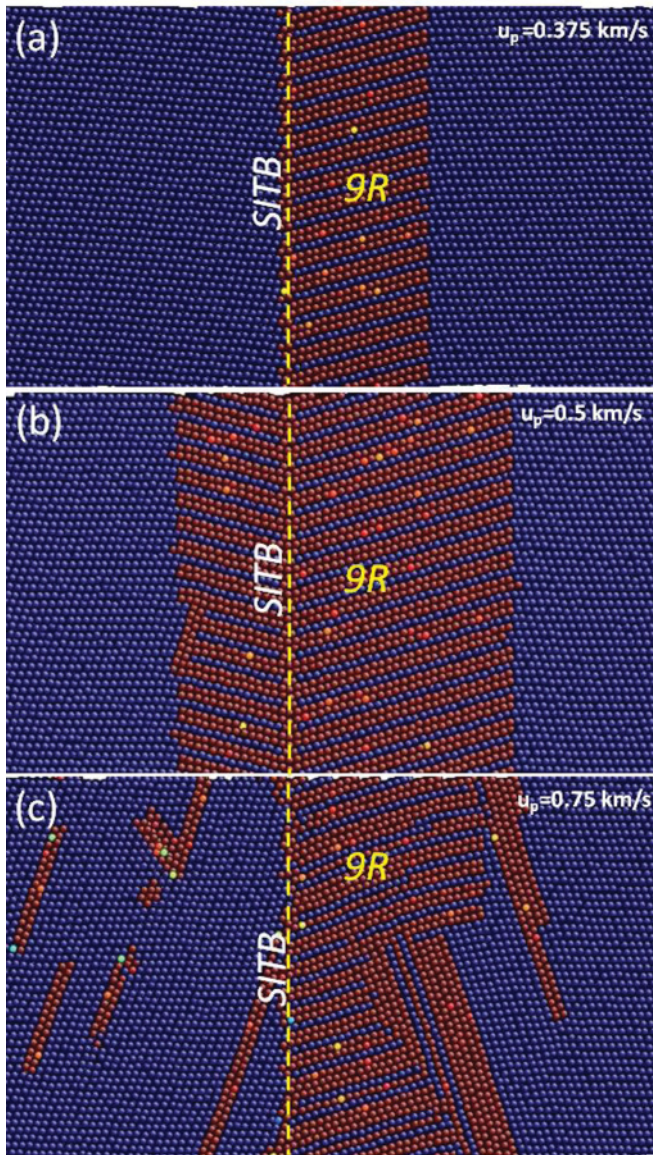 (a)
u_p=0.375 km/s
SITB
9R
(b)
u_p=0.5 km/s
SITB
9R
(c)
u_p=0.75 km/s
9R
SITB